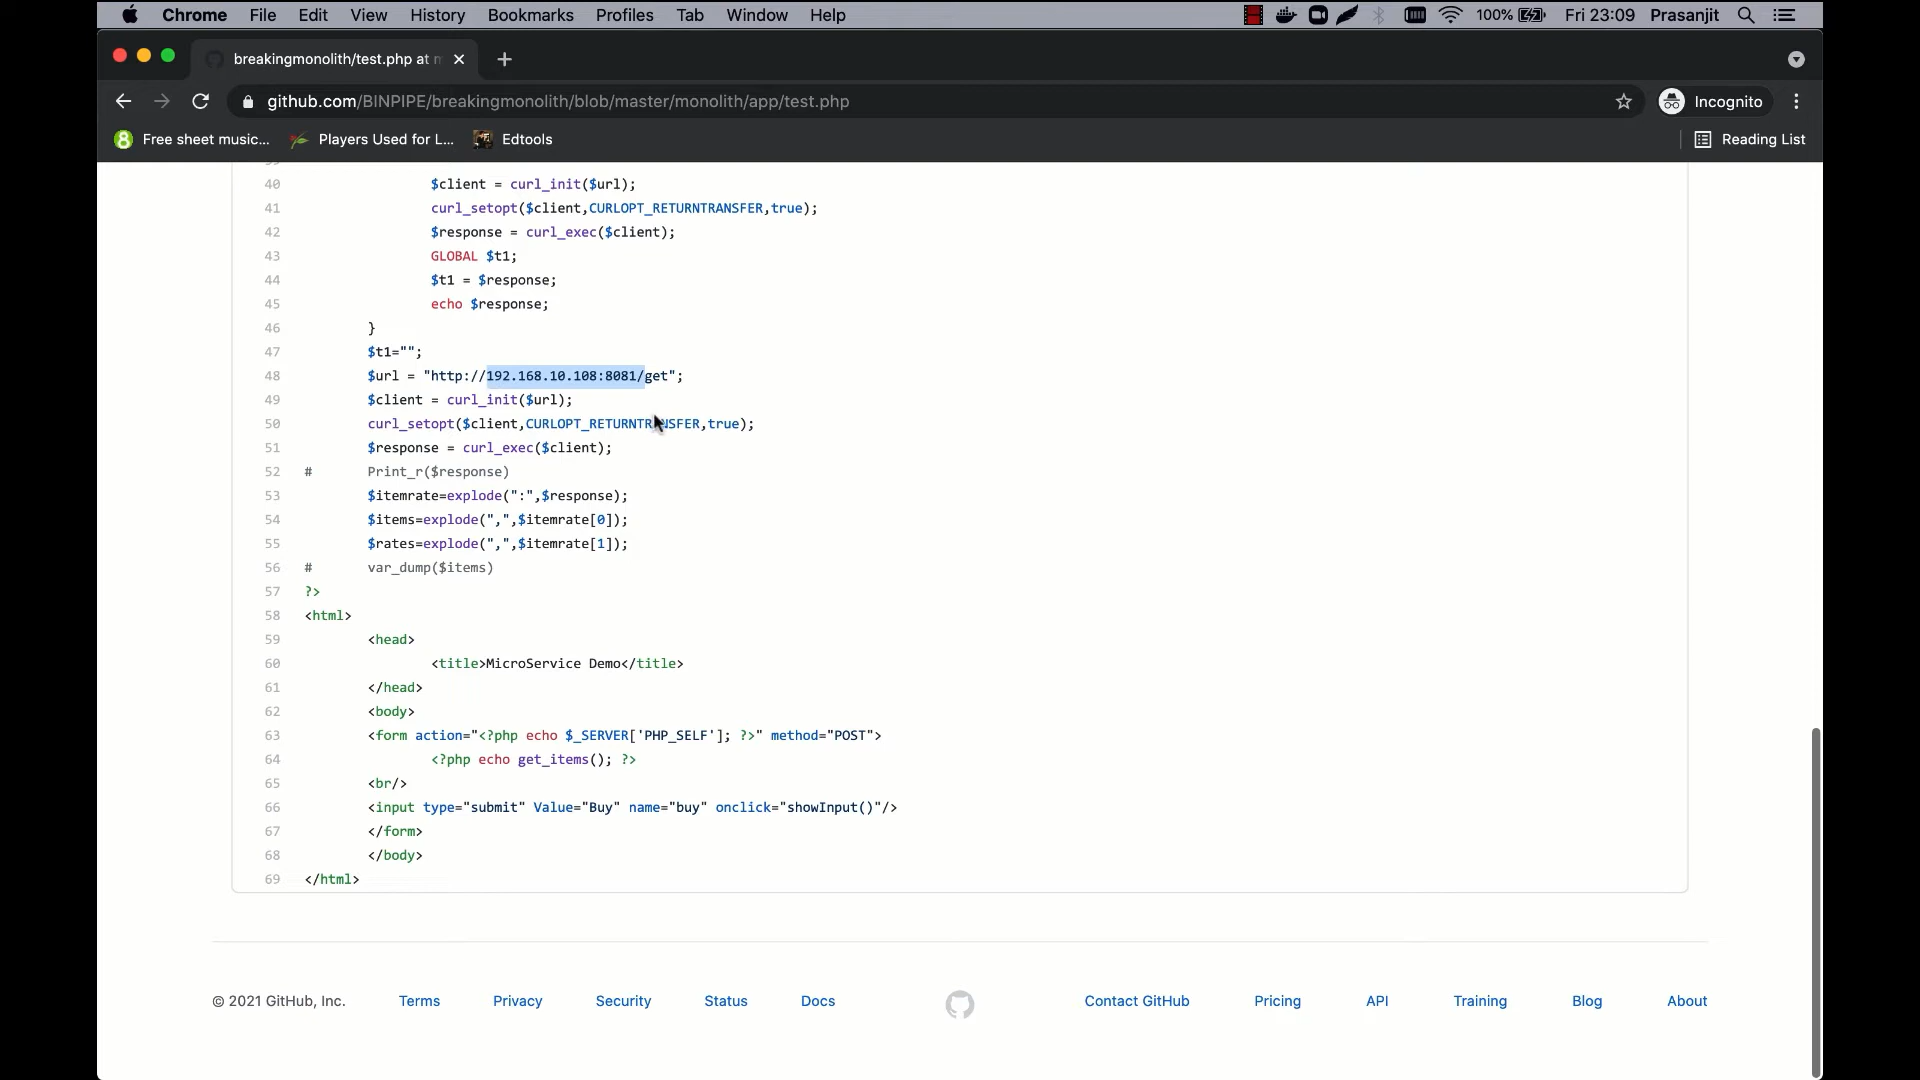 Chrome File Edit View History Bookmarks Profiles Tab Window Help 100% Fri 23:09 Prasanjit
breakingmonolith/test.php at m
github.com/BINPIPE/breakingmonolith/blob/master/monolith/app/test.php Incognito
Free sheet music... Players Used for L... Edtools Reading List
40 $client = curl_init($url);
41 curl_setopt($client,CURLOPT_RETURNTRANSFER,true);
42 $response = curl_exec($client);
43 GLOBAL $t1;
44 $t1 = $response;
45 echo $response;
46 }
47 $t1="";
48 $url = "http://192.168.10.108:8081/get";
49 $client = curl_init($url);
50 curl_setopt($client,CURLOPT_RETURNTRANSFER,true);
51 $response = curl_exec($client);
52 # Print_r($response)
53 $itemrate=explode(":",$response);
54 $items=explode(",",$itemrate[0]);
55 $rates=explode(",",$itemrate[1]);
56 # var_dump($items)
57 ?>
58 <html>
59 <head>
60 <title>MicroService Demo</title>
61 </head>
62 <body>
63 <form action="<?php echo $_SERVER['PHP_SELF']; ?>" method="POST">
64 <?php echo get_items(); ?>
65 <br/>
66 <input type="submit" Value="Buy" name="buy" onclick="showInput()"/>
67 </form>
68 </body>
69 </html>
© 2021 GitHub, Inc. Terms Privacy Security Status Docs Contact GitHub Pricing API Training Blog About